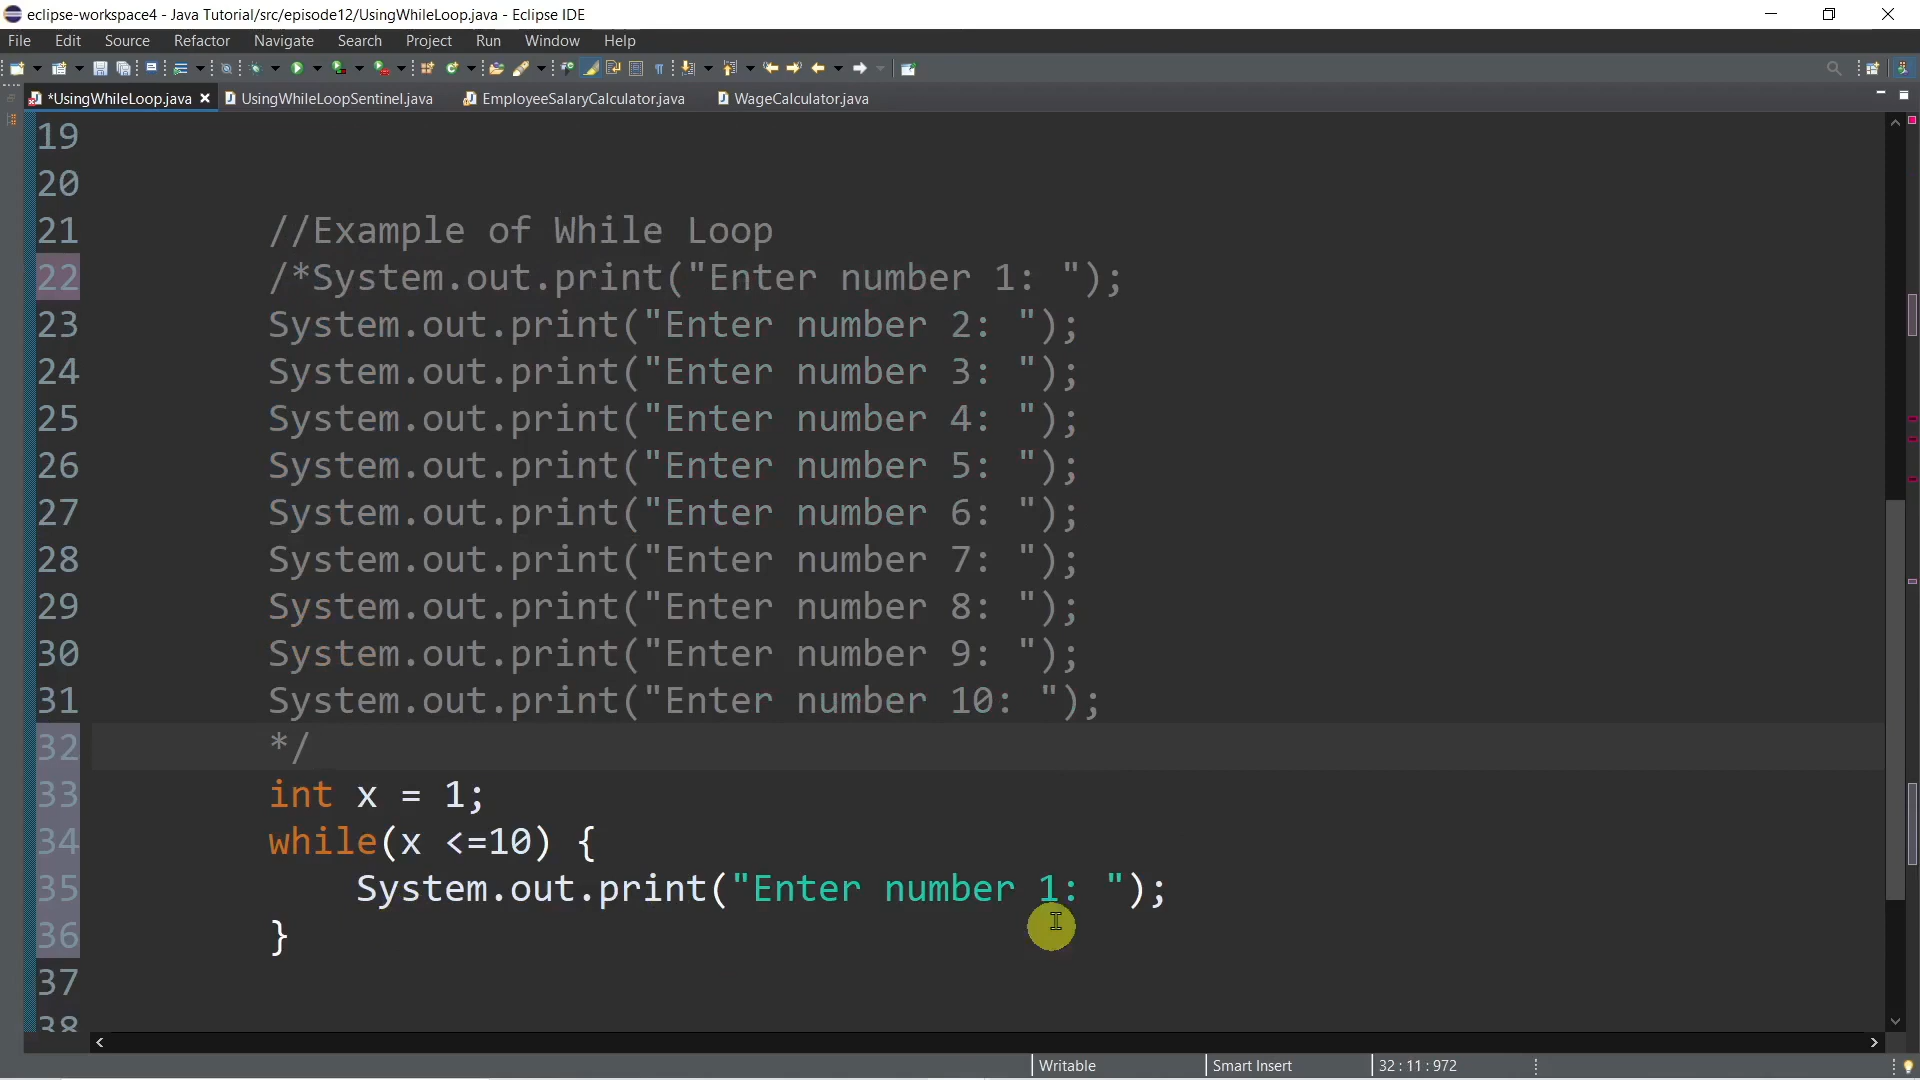 eclipse-workspace4 - Java Tutorial/src/episode12/UsingWhileLoop.java - Eclipse IDE
File Edit Source Refactor Navigate Search Project Run Window Help
*UsingWhileLoop.java UsingWhileLoopSentinel.java EmployeeSalaryCalculator.java WageCalculator.java
19
20
21 //Example of While Loop
22 /*System.out.print("Enter number 1: ");
23 System.out.print("Enter number 2: ");
24 System.out.print("Enter number 3: ");
25 System.out.print("Enter number 4: ");
26 System.out.print("Enter number 5: ");
27 System.out.print("Enter number 6: ");
28 System.out.print("Enter number 7: ");
29 System.out.print("Enter number 8: ");
30 System.out.print("Enter number 9: ");
31 System.out.print("Enter number 10: ");
32 */
33 int x = 1;
34 while(x <=10) {
35 System.out.print("Enter number 1: ");
36 }
37
38
Writable Smart Insert 32 : 11 : 972